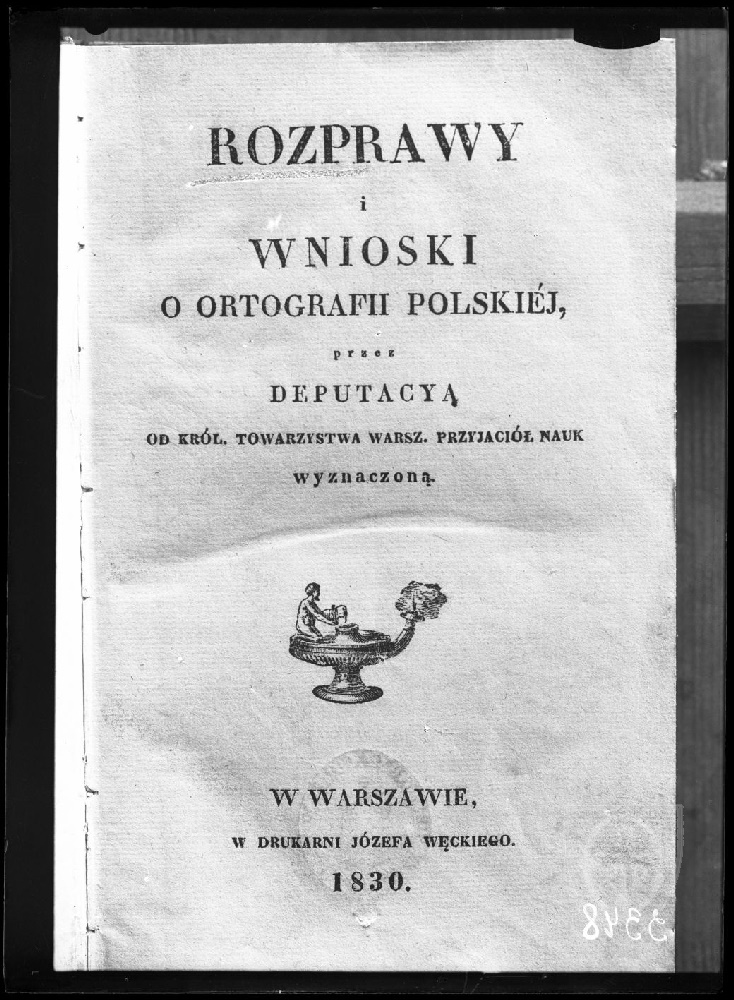 ROZPRAWY
i
WNIOSKI
O ORTOGRAFII POLSKIÉJ,
przez
DEPUTACYĄ
OD KRÓL. TOWARZYSTWA WARSZ. PRZYJACIÓŁ NAUK
wyznaczoną.
W WARSZAWIE,
W DRUKARNI JÓZEFA WĘCKIEGO.
1830.